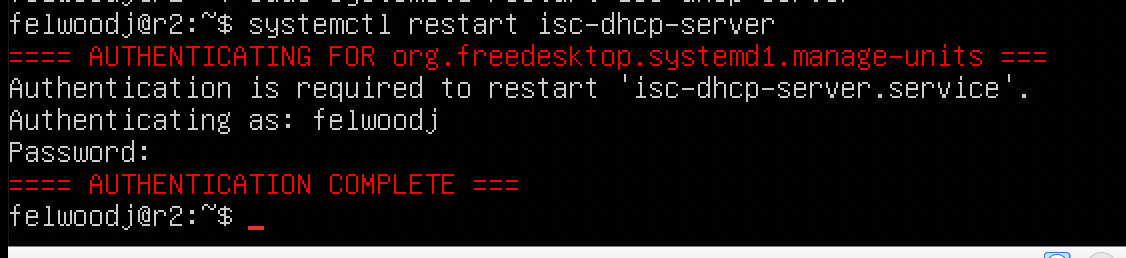 felwoodj@r2:~$ systemctl restart isc-dhcp-server
==== AUTHENTICATING FOR org.freedesktop.systemd1.manage-units ===
Authentication is required to restart 'isc-dhcp-server.service'.
Authenticating as: felwoodj
Password:
==== AUTHENTICATION COMPLETE ===
felwoodj@r2:~$ _